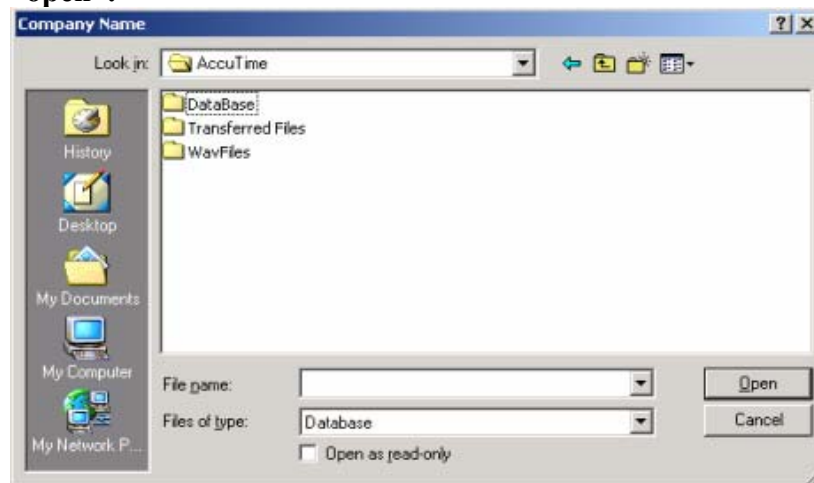 open".
Company Name
Look in: AccuTime
DataBase
Transferred Files
WavFiles
History
Desktop
My Documents
My Computer
My Network P...
File name:
Open
Files of type: Database
Cancel
Open as read-only